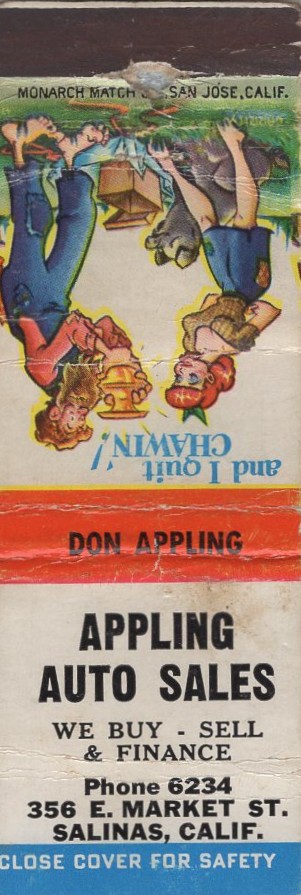 MONARCH MATCH SAN JOSE, CALIF.
and I quit
CHAWIN'!
DON APPLING
APPLING
AUTO SALES
WE BUY - SELL
& FINANCE
Phone 6234
356 E. MARKET ST.
SALINAS, CALIF.
CLOSE COVER FOR SAFETY